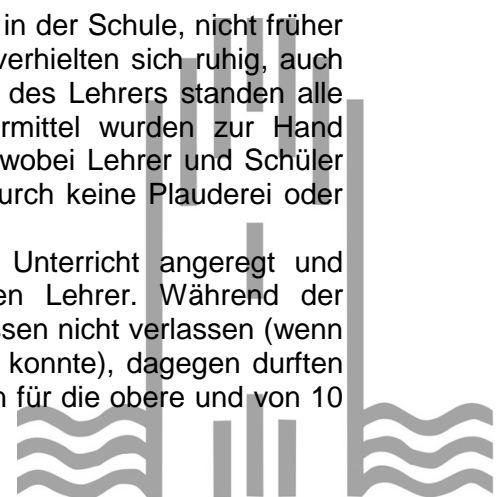 in der Schule, nicht früher
verhielten sich ruhig, auch
des Lehrers standen alle
rmittel wurden zur Hand
wobei Lehrer und Schüler
urch keine Plauderei oder
Unterricht angeregt und
en Lehrer. Während der
ssen nicht verlassen (wenn
konnte), dagegen durften
n für die obere und von 10